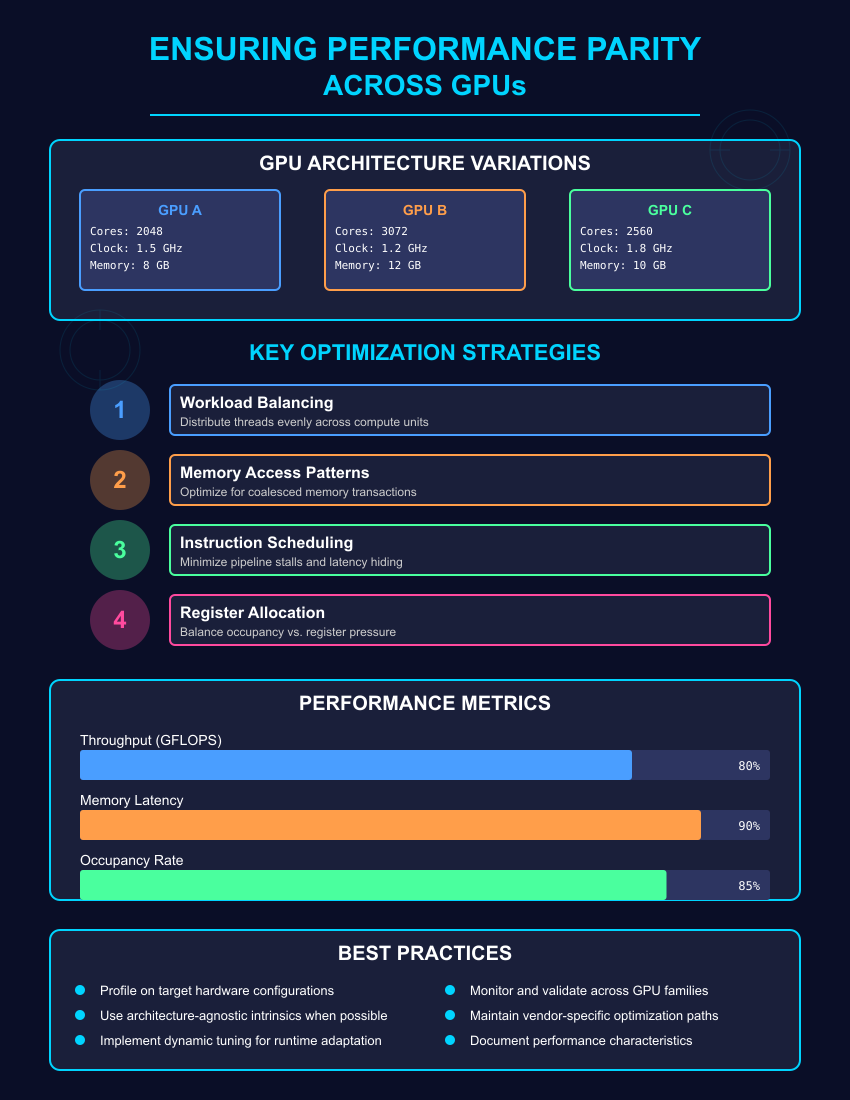 ENSURING PERFORMANCE PARITY
ACROSS GPUs
GPU ARCHITECTURE VARIATIONS
GPU A
Cores: 2048
Clock: 1.5 GHz
Memory: 8 GB
GPU B
Cores: 3072
Clock: 1.2 GHz
Memory: 12 GB
GPU C
Cores: 2560
Clock: 1.8 GHz
Memory: 10 GB
KEY OPTIMIZATION STRATEGIES
1
Workload Balancing
Distribute threads evenly across compute units
2
Memory Access Patterns
Optimize for coalesced memory transactions
3
Instruction Scheduling
Minimize pipeline stalls and latency hiding
4
Register Allocation
Balance occupancy vs. register pressure
PERFORMANCE METRICS
Throughput (GFLOPS)
80%
Memory Latency
90%
Occupancy Rate
85%
BEST PRACTICES
Profile on target hardware configurations
Use architecture-agnostic intrinsics when possible
Implement dynamic tuning for runtime adaptation
Monitor and validate across GPU families
Maintain vendor-specific optimization paths
Document performance characteristics